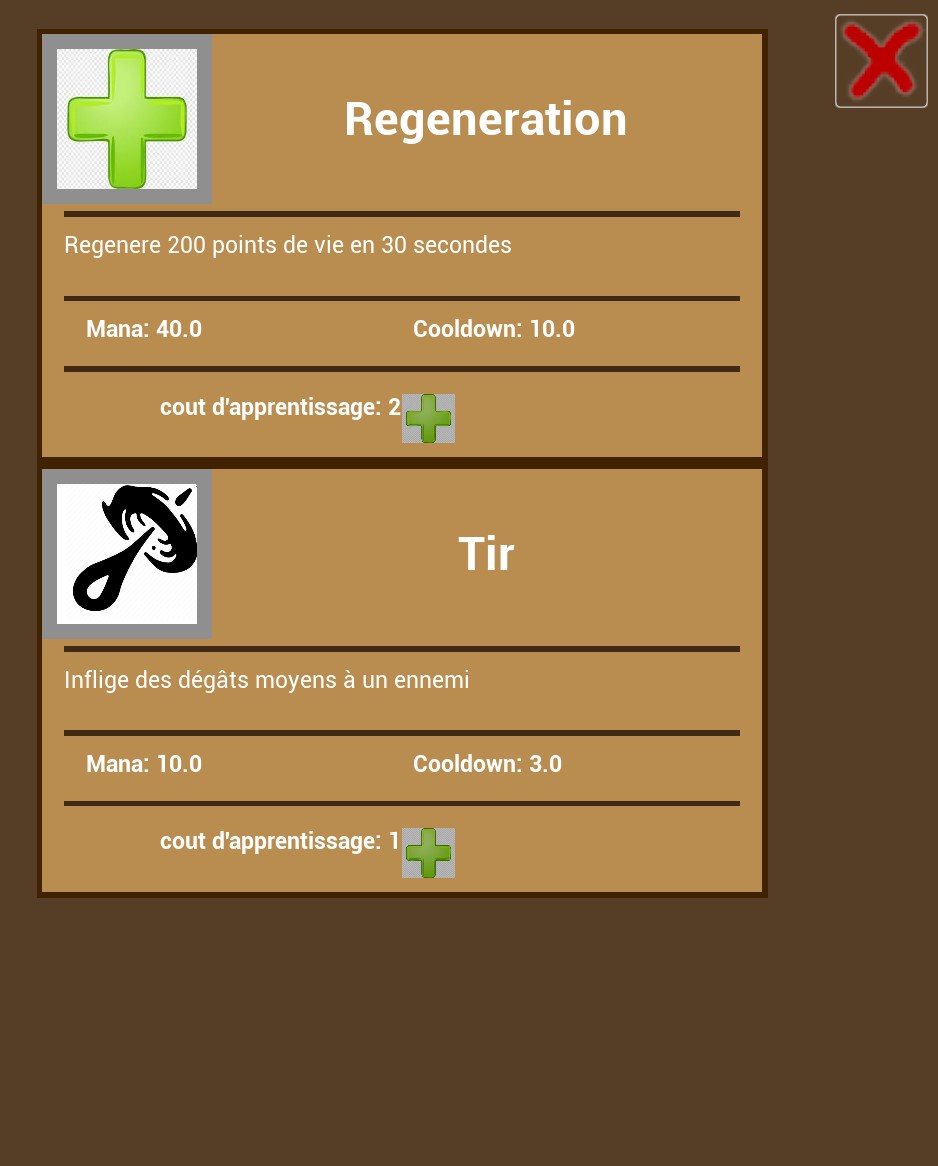 Regeneration
Regenere 200 points de vie en 30 secondes
Mana: 40.0 Cooldown: 10.0
cout d'apprentissage: 2
Tir
Inflige des dégâts moyens à un ennemi
Mana: 10.0 Cooldown: 3.0
cout d'apprentissage: 1